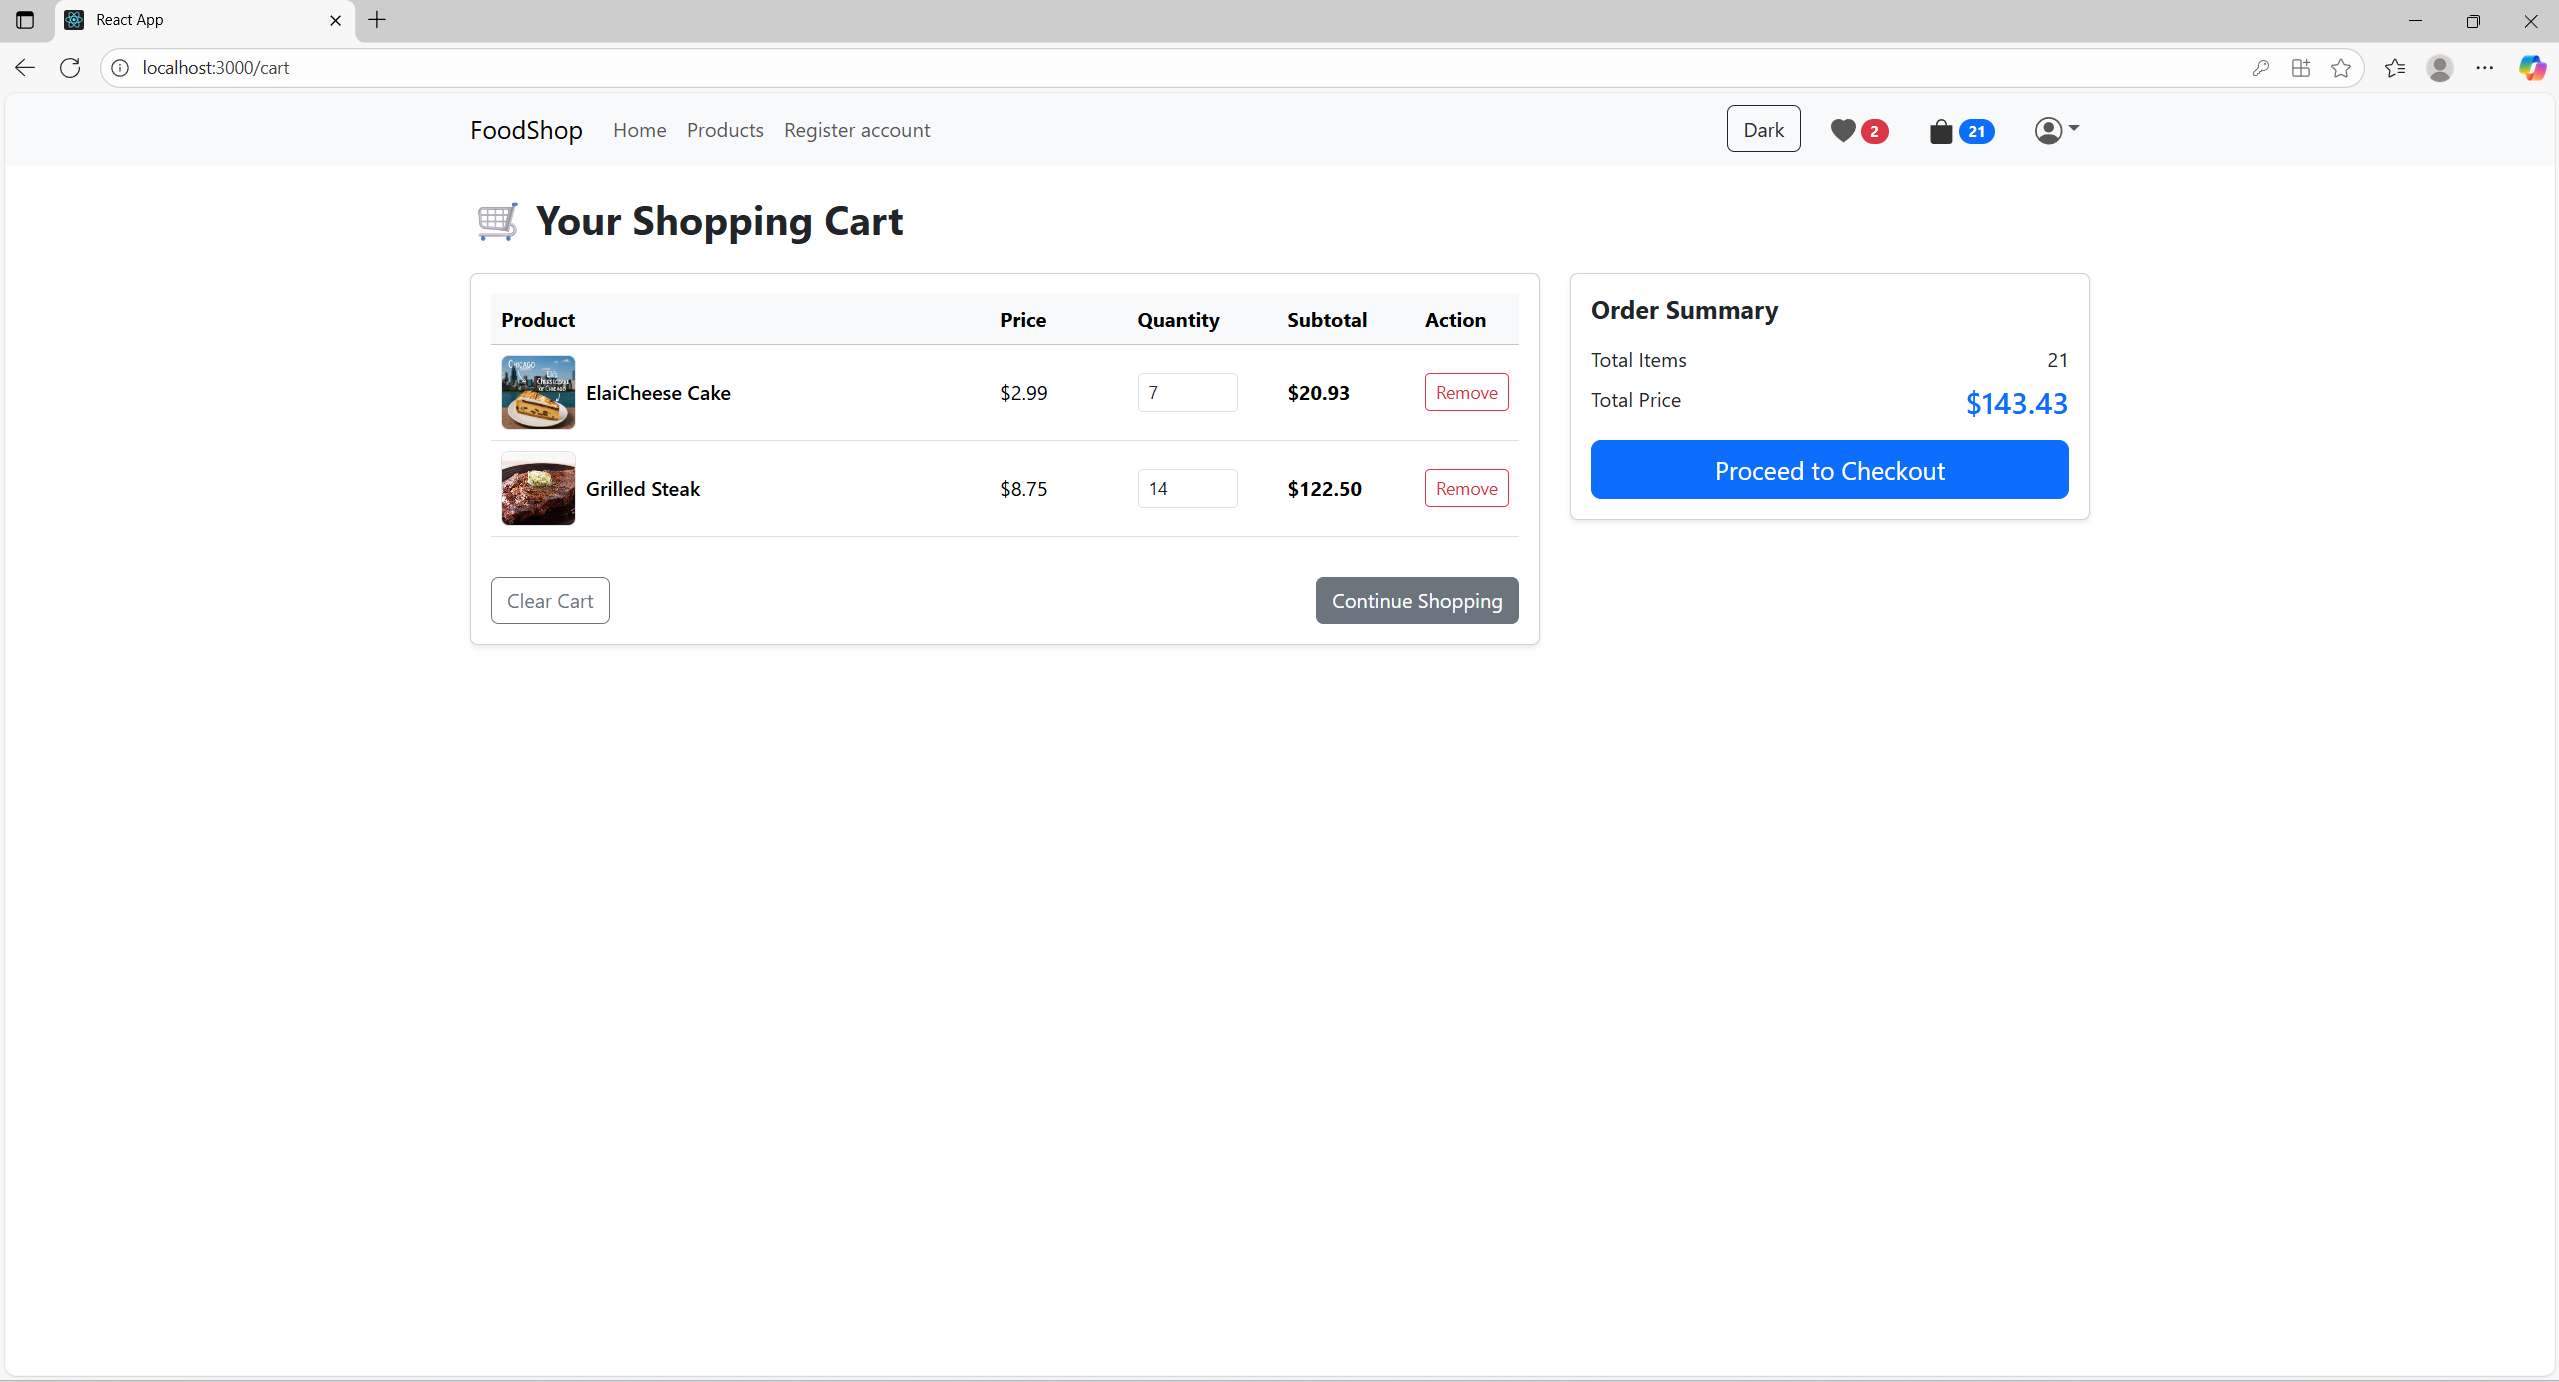 React App
localhost:3000/cart
FoodShop Home Products Register account Dark 2 21
Your Shopping Cart
Product Price Quantity Subtotal Action
CHICAGO
ElaiCheese Cake $2.99 7 $20.93 Remove
Grilled Steak $8.75 14 $122.50 Remove
Clear Cart Continue Shopping
Order Summary
Total Items 21
Total Price $143.43
Proceed to Checkout